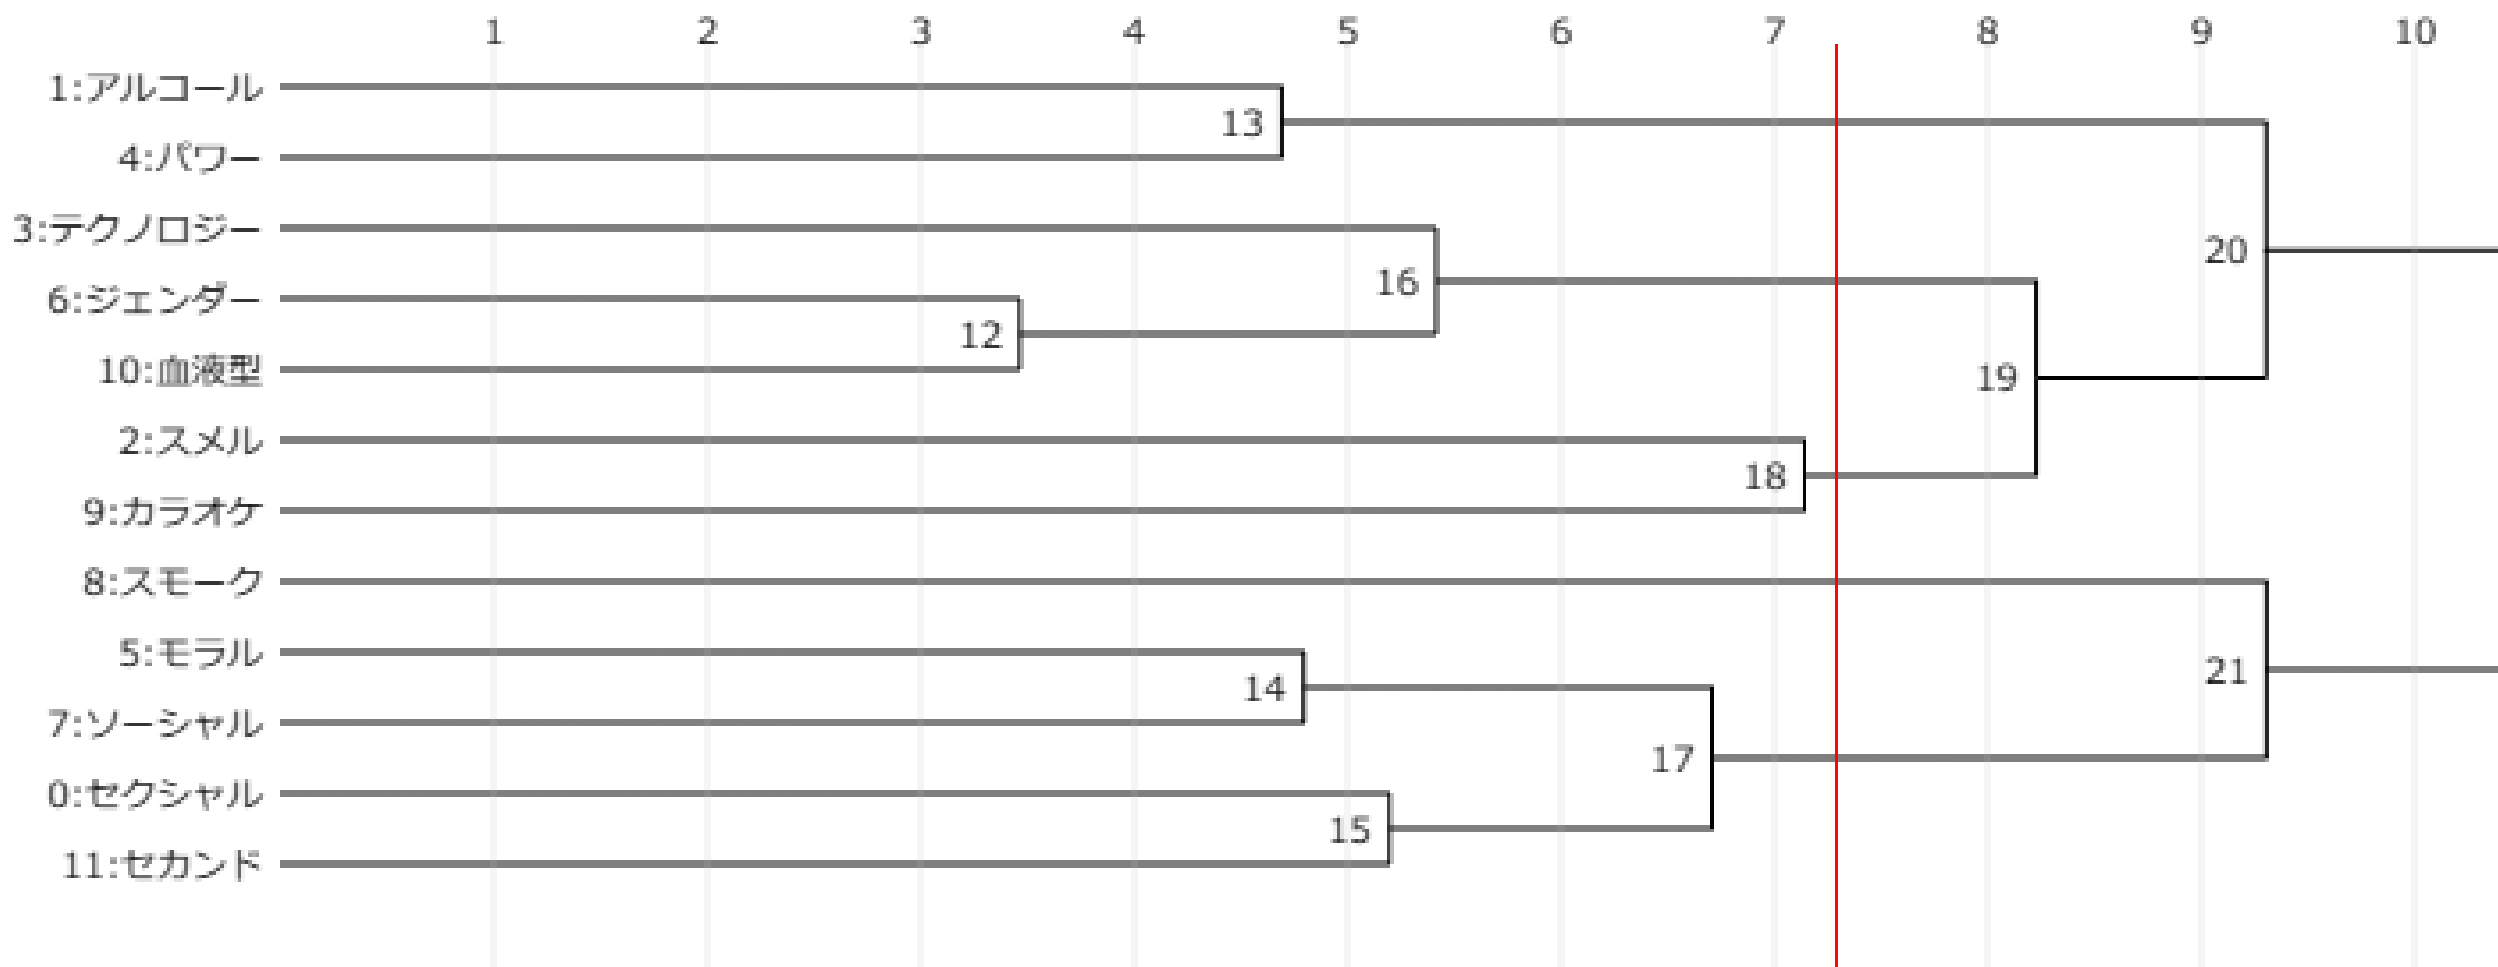 1 2 3 4 5 6 7 8 9 10
1:アルコール
13
4:パワー
3:テクノロジー
20
16
6:ジェンダー
12
10:血液型
19
2:スメル
18
9:カラオケ
8:スモーク
5:モラル
21
14
7:ソーシャル
17
0:セクシャル
15
11:セカンド